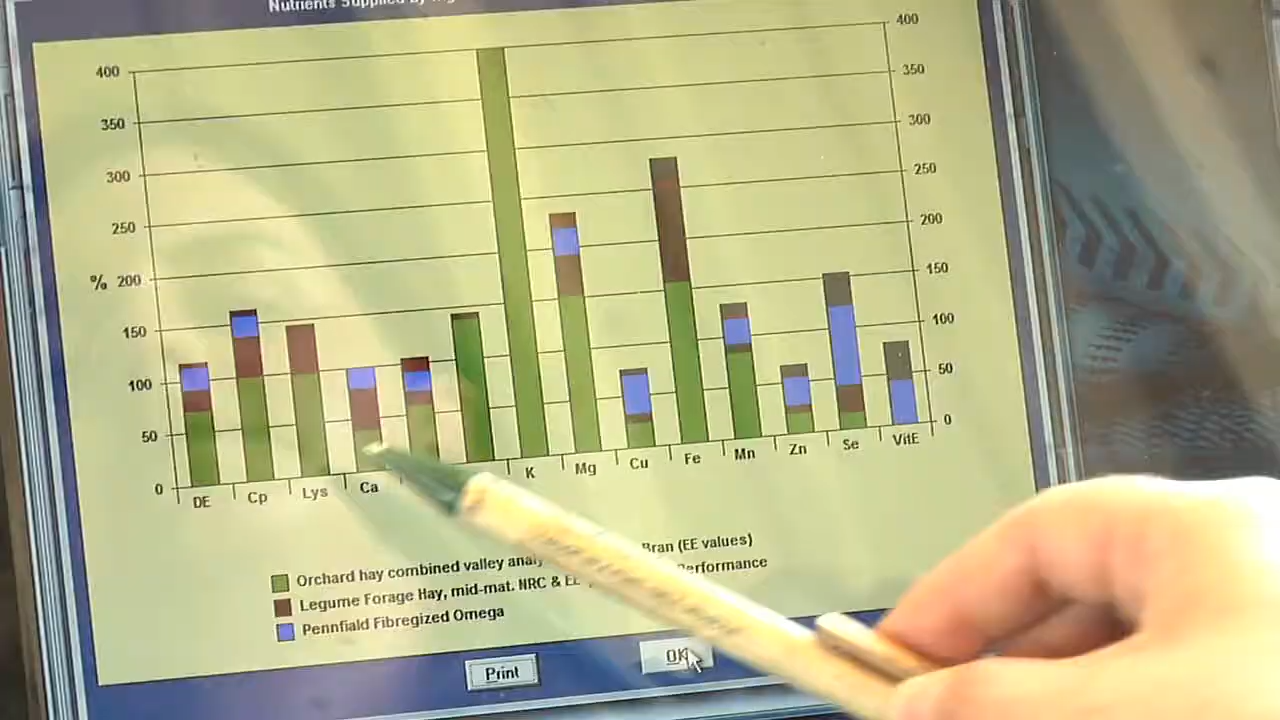 Nutrients Supplied by
400 400
350 350
300 300
250 250
% 200 200
150 150
100 100
50 50
0 0
DE Cp Lys Ca K Mg Cu Fe Mn Zn Se VitE
Orchard hay combined valley Bran (EE values)
Legume Forage Hay, mid-mat. NRC & Performance
Pennfiald Fibregized Omega
Print OK